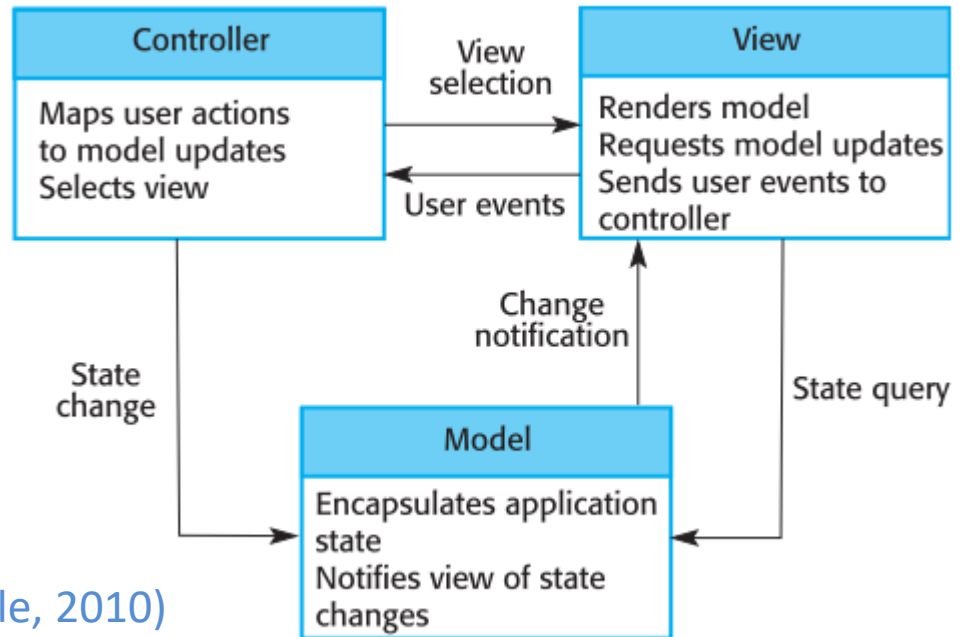 Controller
Maps user actions
to model updates
Selects view
View
selection
User events
View
Renders model
Requests model updates
Sends user events to
controller
Change
notification
State
change
State query
Model
Encapsulates application
state
Notifies view of state
changes
2010)